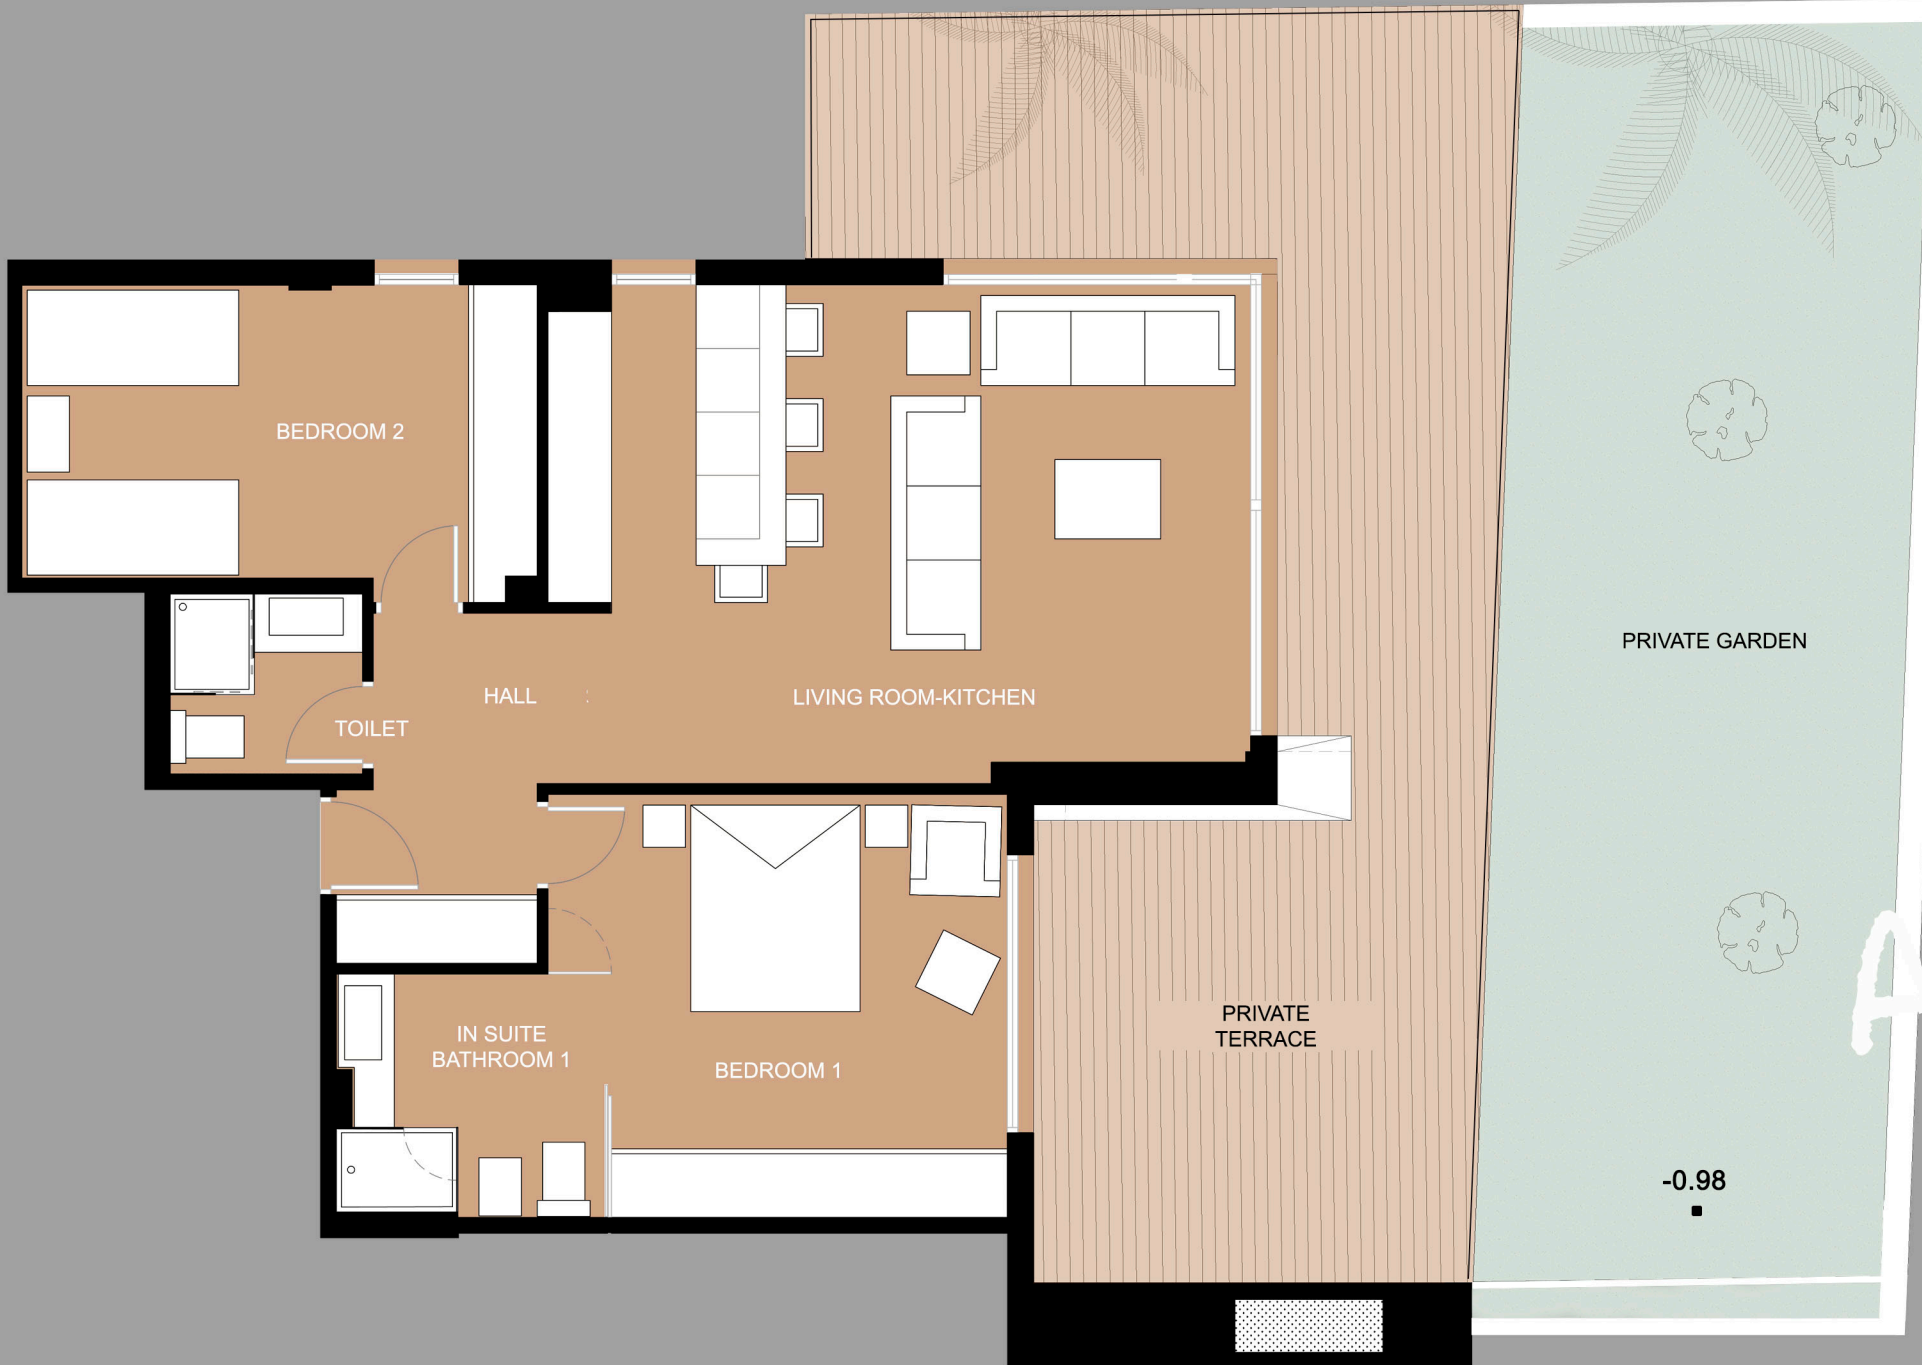 BEDROOM 2
HALL
LIVING ROOM-KITCHEN
TOILET
PRIVATE GARDEN
IN SUITE
BATHROOM 1
BEDROOM 1
PRIVATE
TERRACE
-0.98
A